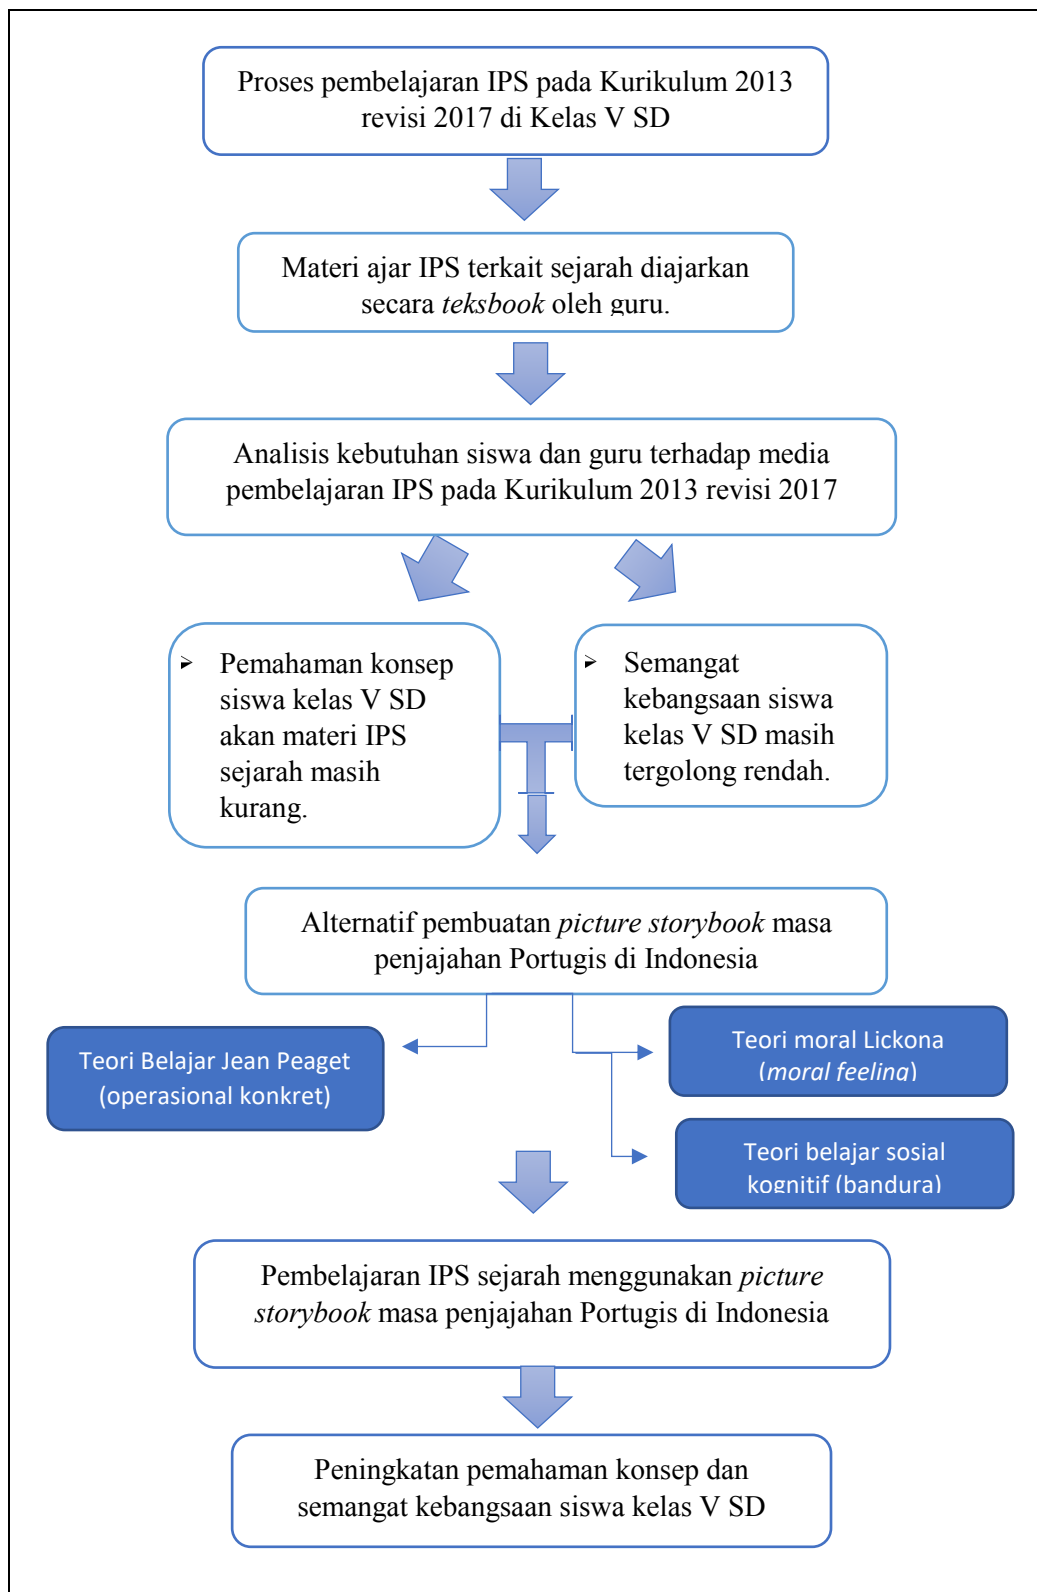 Proses pembelajaran IPS pada Kurikulum 2013
revisi 2017 di Kelas V SD
Materi ajar IPS terkait sejarah diajarkan
secara teksbook oleh guru.
Analisis kebutuhan siswa dan guru terhadap media
pembelajaran IPS pada Kurikulum 2013 revisi 2017
Pemahaman konsep
siswa kelas V SD
akan materi IPS
sejarah masih
kurang.
Semangat
kebangsaan siswa
kelas V SD masih
tergolong rendah.
Alternatif pembuatan picture storybook masa
penjajahan Portugis di Indonesia
Teori Belajar Jean Peaget
(operasional konkret)
Teori moral Lickona
(moral feeling)
Teori belajar sosial
kognitif (bandura)
Pembelajaran IPS sejarah menggunakan picture
storybook masa penjajahan Portugis di Indonesia
Peningkatan pemahaman konsep dan
semangat kebangsaan siswa kelas V SD